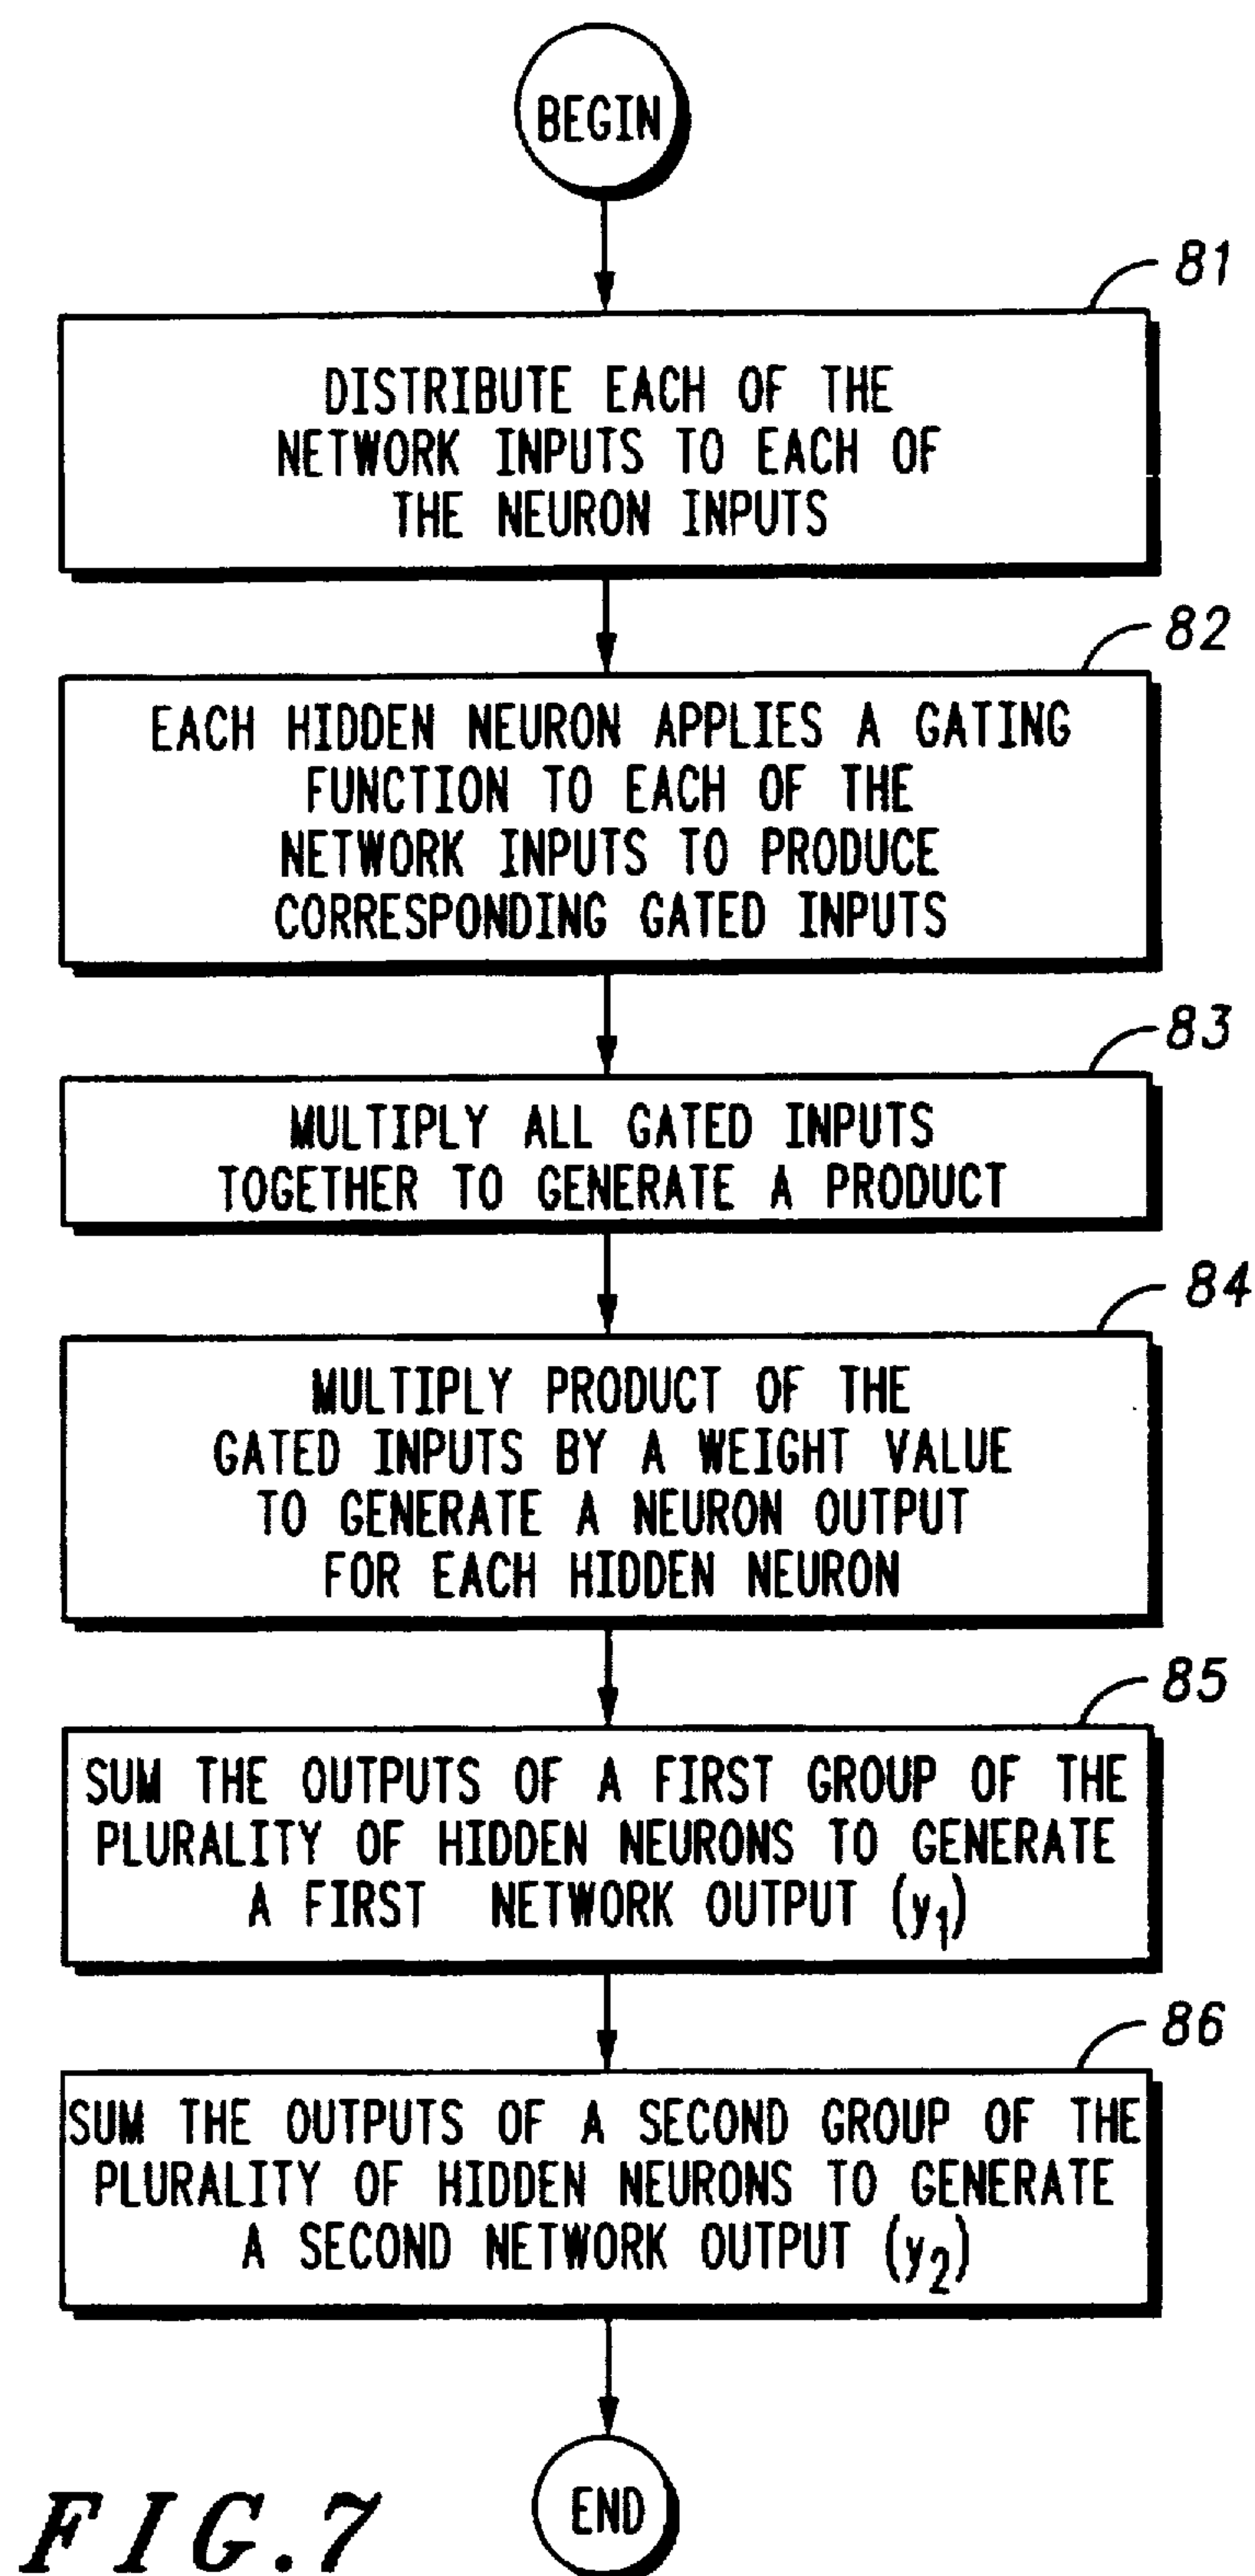 BEGIN
81
DISTRIBUTE EACH OF THE
NETWORK INPUTS TO EACH OF
THE NEURON INPUTS
82
EACH HIDDEN NEURON APPLIES A GATING
FUNCTION TO EACH OF THE
NETWORK INPUTS TO PRODUCE
CORRESPONDING GATED INPUTS
83
MULTIPLY ALL GATED INPUTS
TOGETHER TO GENERATE A PRODUCT
84
MULTIPLY PRODUCT OF THE
GATED INPUTS BY A WEIGHT VALUE
TO GENERATE A NEURON OUTPUT
FOR EACH HIDDEN NEURON
85
SUM THE OUTPUTS OF A FIRST GROUP OF THE
PLURALITY OF HIDDEN NEURONS TO GENERATE
A FIRST NETWORK OUTPUT (y₁)
86
SUM THE OUTPUTS OF A SECOND GROUP OF THE
PLURALITY OF HIDDEN NEURONS TO GENERATE
A SECOND NETWORK OUTPUT (y₂)
END
FIG.7